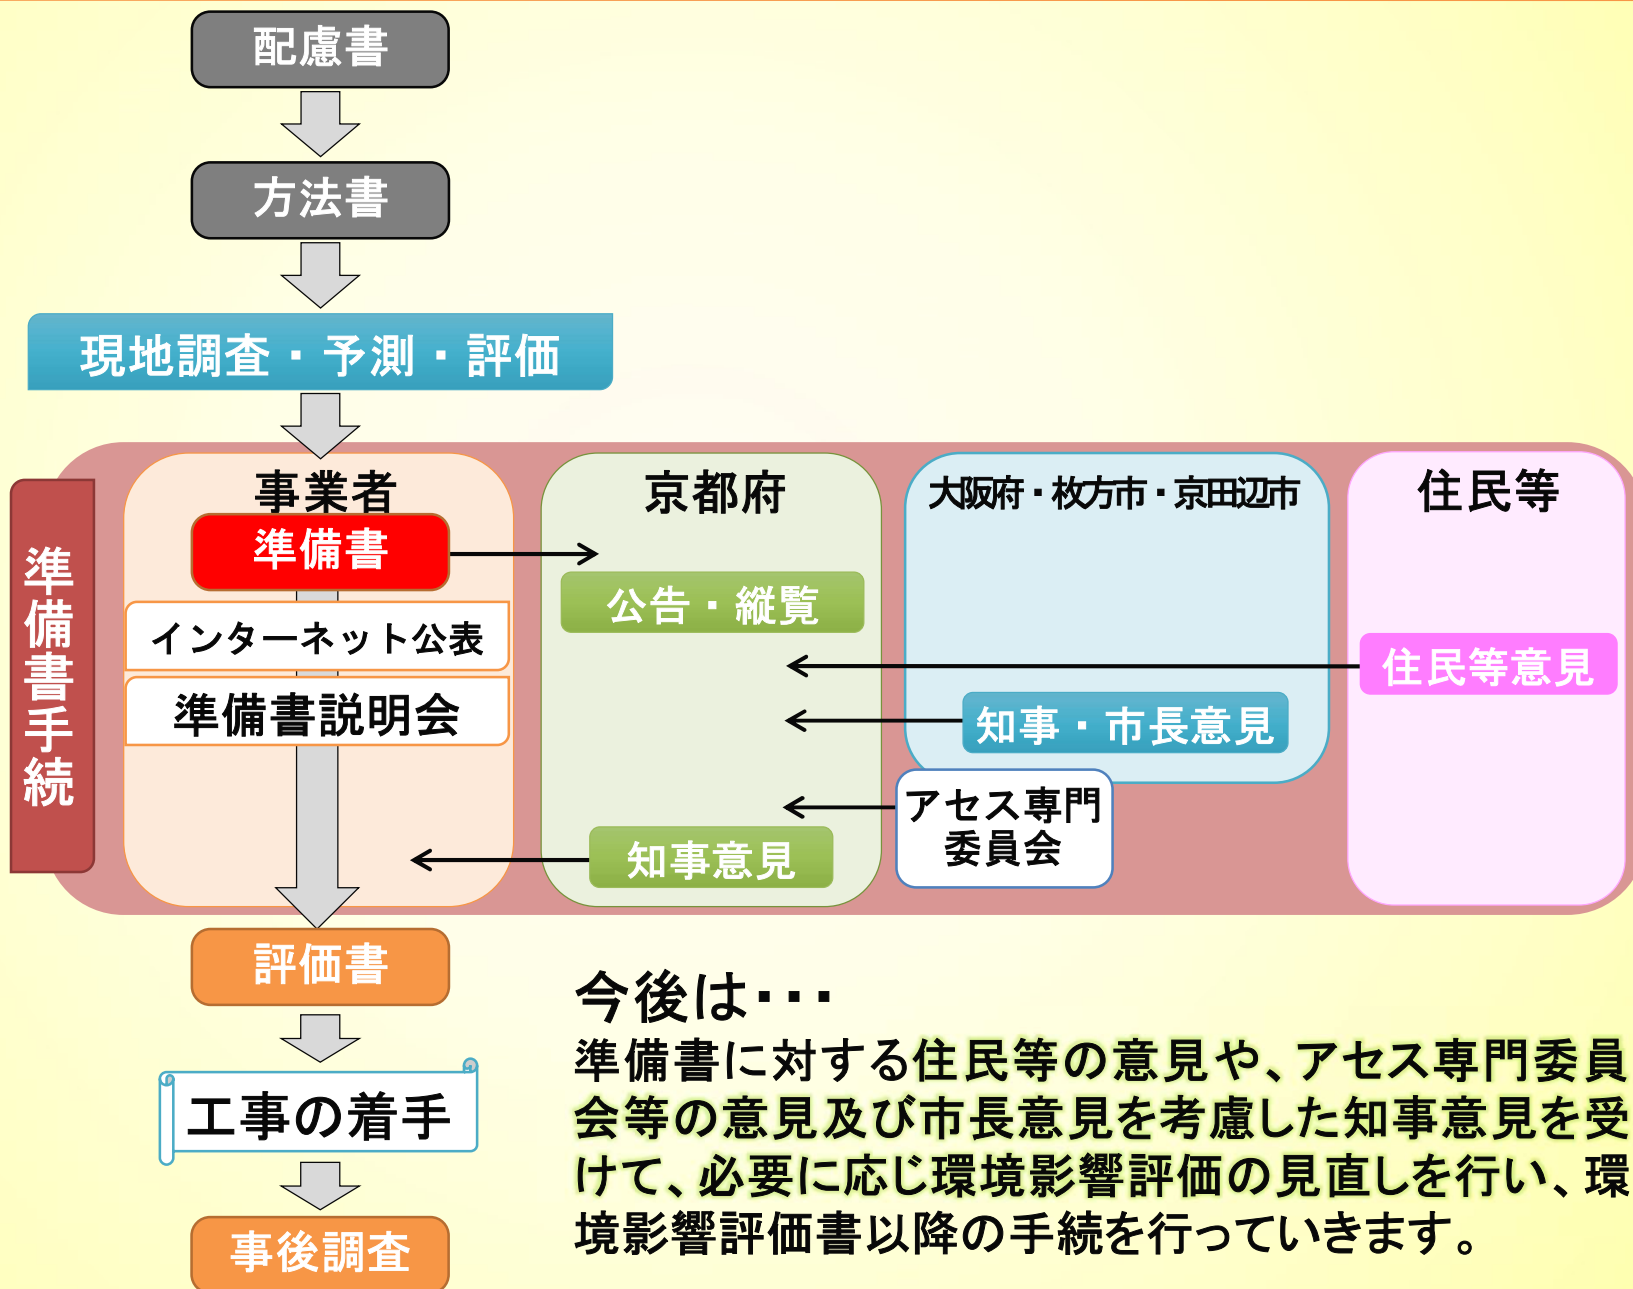 配慮書
方法書
現地調査・予測・評価
準備書手続
事業者
京都府
大阪府・枚方市・京田辺市
住民等
準備書
公告・縦覧
インターネット公表
住民等意見
準備書説明会
知事・市長意見
アセス専門
委員会
知事意見
評価書
工事の着手
事後調査
今後は・・・
準備書に対する住民等の意見や、アセス専門委員
会等の意見及び市長意見を考慮した知事意見を受
けて、必要に応じ環境影響評価の見直しを行い、環
境影響評価書以降の手続を行っていきます。